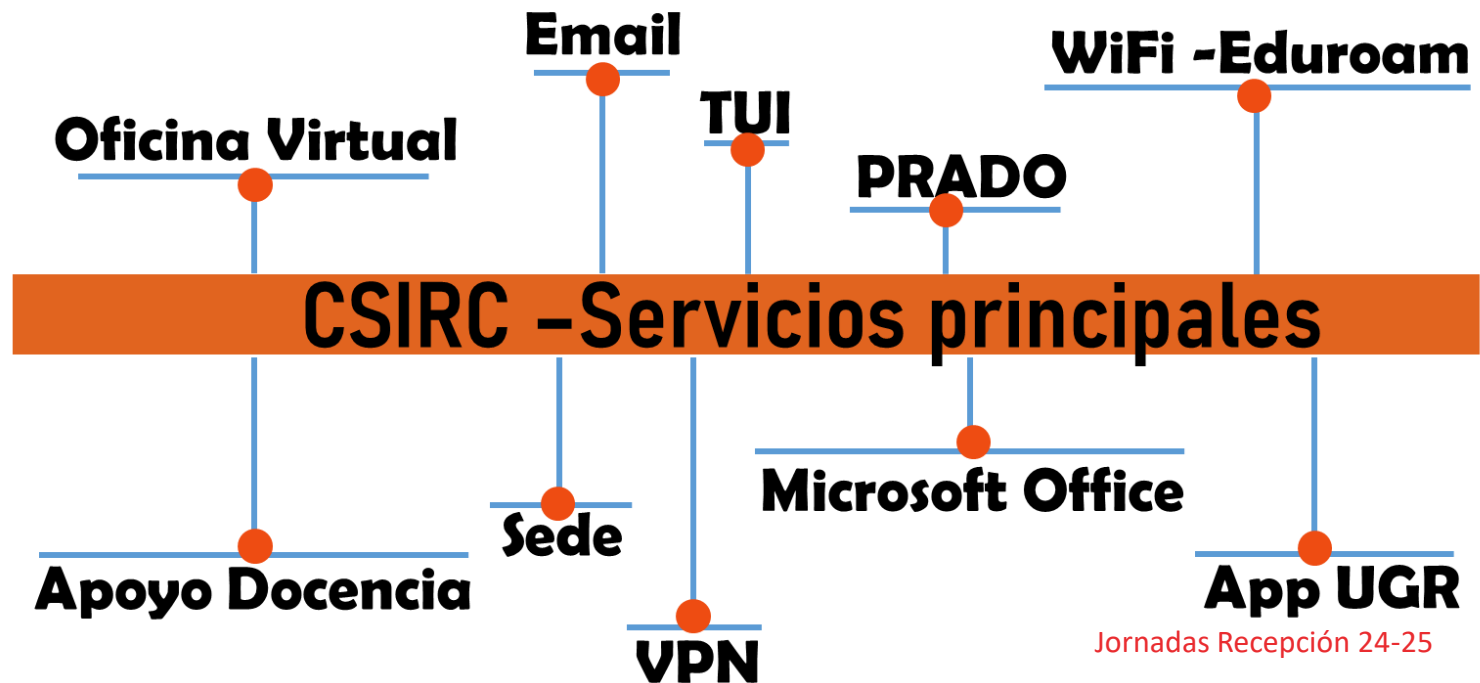 Email
WiFi -Eduroam
TUI
Oficina Virtual
PRADO
CSIRC -Servicios principales
Microsoft Office
Sede
Apoyo Docencia
App UGR
Jornadas Recepción 24-25
VPN